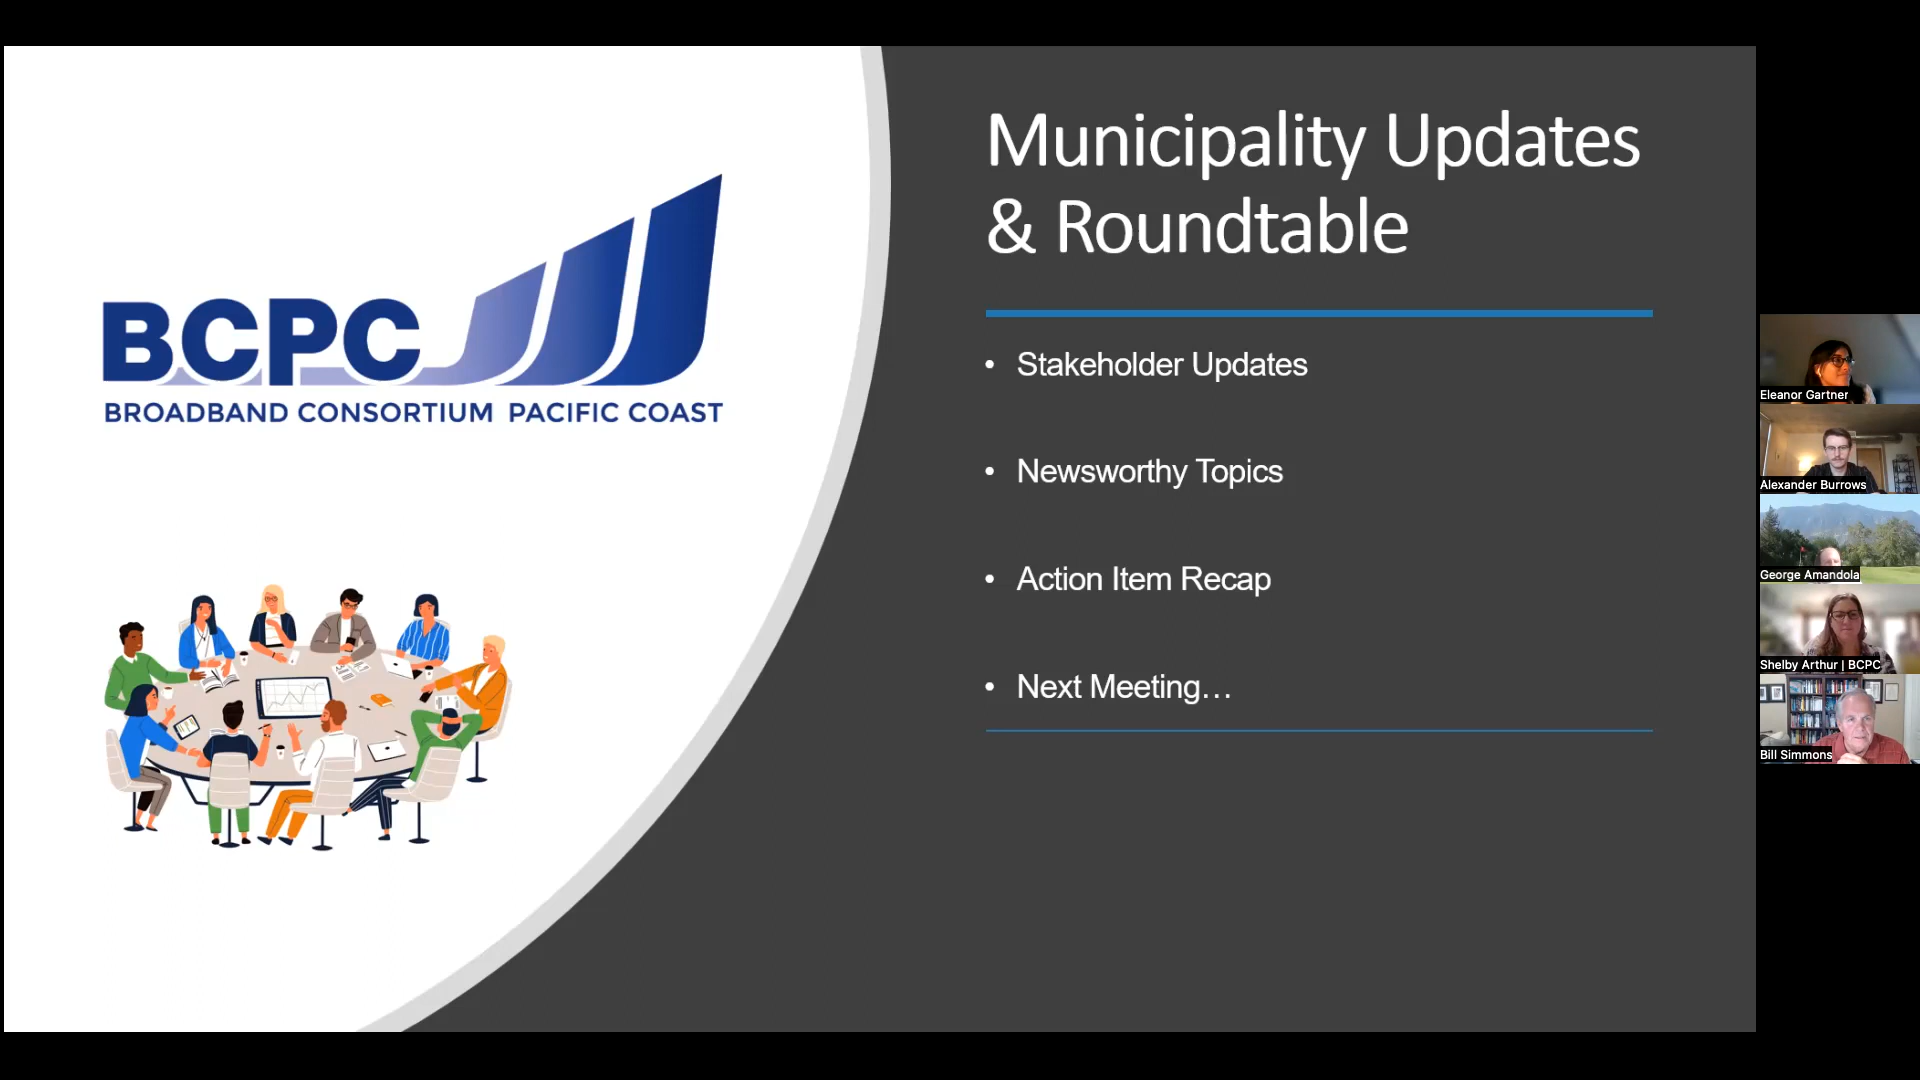 Municipality Updates
& Roundtable
BCPC
BROADBAND CONSORTIUM PACIFIC COAST
• Stakeholder Updates
• Newsworthy Topics
• Action Item Recap
• Next Meeting…
Eleanor Gartner
Alexander Burrows
George Amandola
Shelby Arthur | BCPC
Bill Simmons